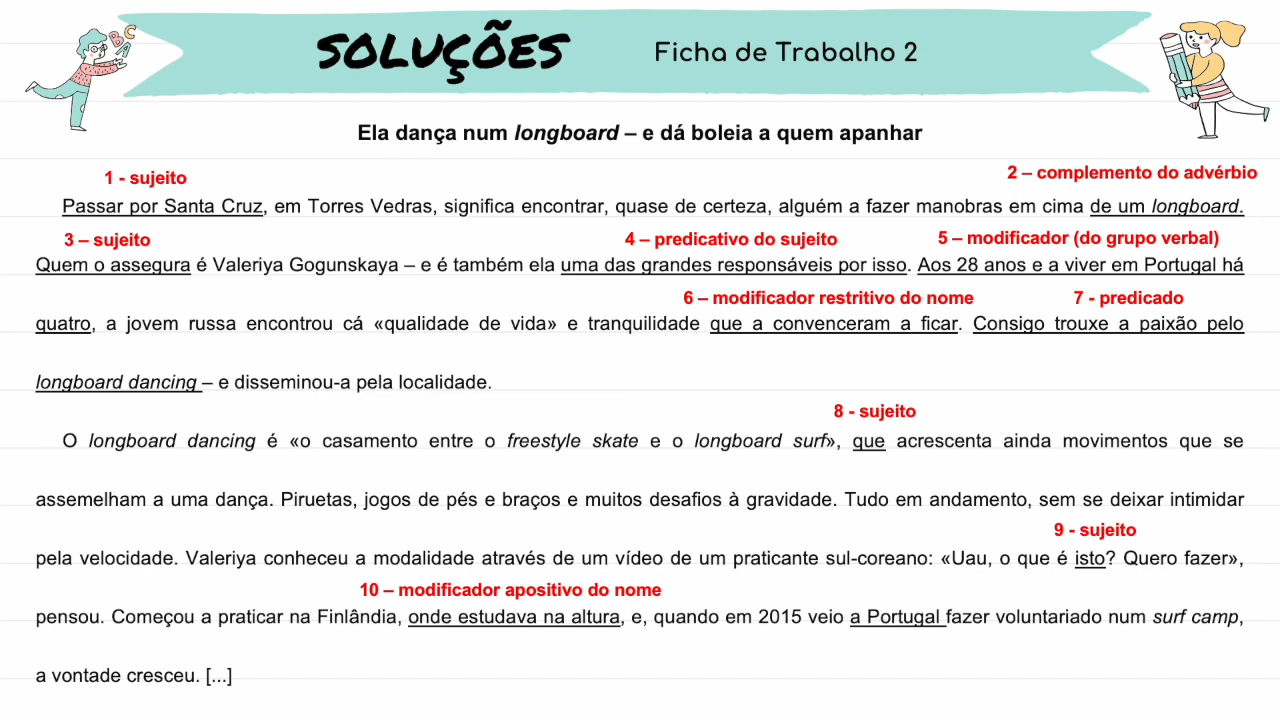 B C
A
SOLUÇÕES Ficha de Trabalho 2
Ela dança num longboard – e dá boleia a quem apanhar
1 - sujeito
2 – complemento do advérbio
Passar por Santa Cruz, em Torres Vedras, significa encontrar, quase de certeza, alguém a fazer manobras em cima de um longboard.
3 – sujeito
4 – predicativo do sujeito
5 – modificador (do grupo verbal)
Quem o assegura é Valeriya Gogunskaya – e é também ela uma das grandes responsáveis por isso. Aos 28 anos e a viver em Portugal há
6 – modificador restritivo do nome
7 - predicado
quatro, a jovem russa encontrou cá «qualidade de vida» e tranquilidade que a convenceram a ficar. Consigo trouxe a paixão pelo
longboard dancing – e disseminou-a pela localidade.
8 - sujeito
O longboard dancing é «o casamento entre o freestyle skate e o longboard surf», que acrescenta ainda movimentos que se
assemelham a uma dança. Piruetas, jogos de pés e braços e muitos desafios à gravidade. Tudo em andamento, sem se deixar intimidar
9 - sujeito
pela velocidade. Valeriya conheceu a modalidade através de um vídeo de um praticante sul-coreano: «Uau, o que é isto? Quero fazer»,
10 – modificador apositivo do nome
pensou. Começou a praticar na Finlândia, onde estudava na altura, e, quando em 2015 veio a Portugal fazer voluntariado num surf camp,
a vontade cresceu. [...]